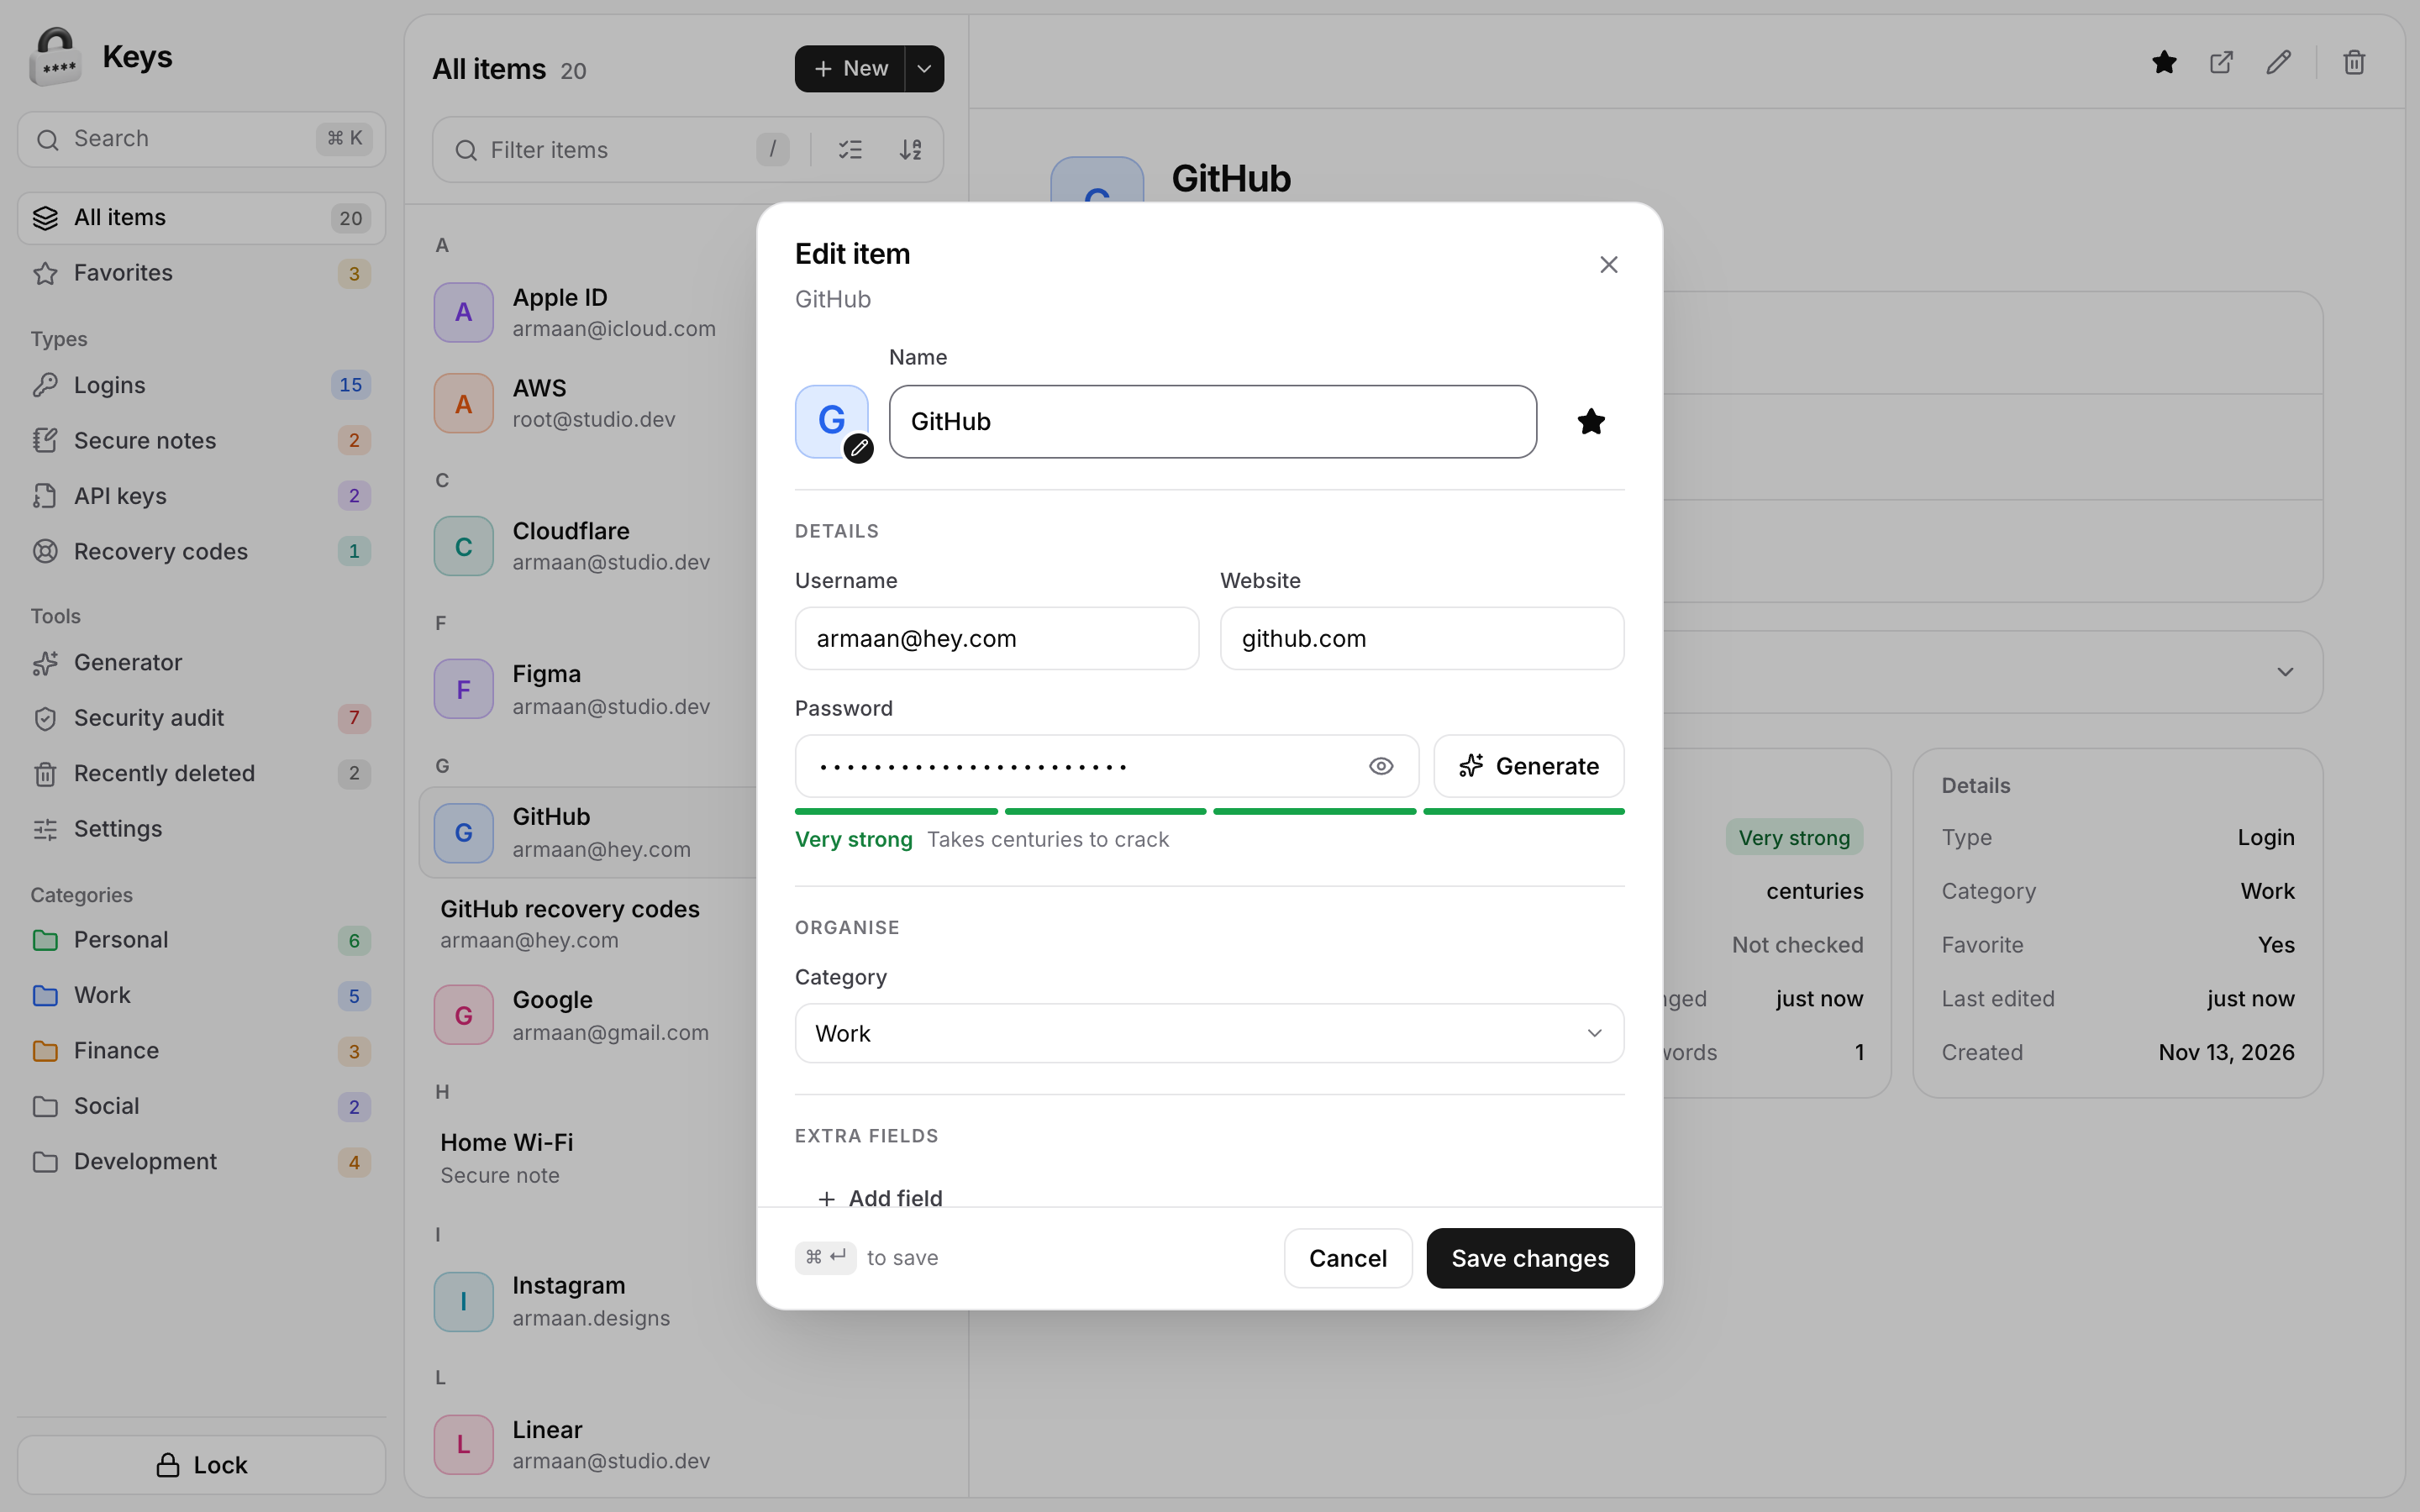 ****
Keys
Search
⌘ K
All items 20
Favorites 3
Types
Logins 15
Secure notes 2
API keys 2
Recovery codes 1
Tools
Generator
Security audit 7
Recently deleted 2
Settings
Categories
Personal 6
Work 5
Finance 3
Social 2
Development 4
Lock
All items 20
+ New
Filter items
/
A
A
Apple ID
armaan@icloud.com
A
AWS
root@studio.dev
C
C
Cloudflare
armaan@studio.dev
F
F
Figma
armaan@studio.dev
G
G
GitHub
armaan@hey.com
GitHub recovery codes
armaan@hey.com
G
Google
armaan@gmail.com
H
Home Wi-Fi
Secure note
I
I
Instagram
armaan.designs
L
L
Linear
armaan@studio.dev
GitHub
Edit item
GitHub
Name
G
GitHub
DETAILS
Username
Website
armaan@hey.com
github.com
Password
Generate
Very strong Takes centuries to crack
ORGANISE
Category
Work
EXTRA FIELDS
+ Add field
⌘ ↵ to save
Cancel
Save changes
Very strong
centuries
Not checked
just now
1
Details
Type Login
Category Work
Favorite Yes
Last edited just now
Created Nov 13, 2026